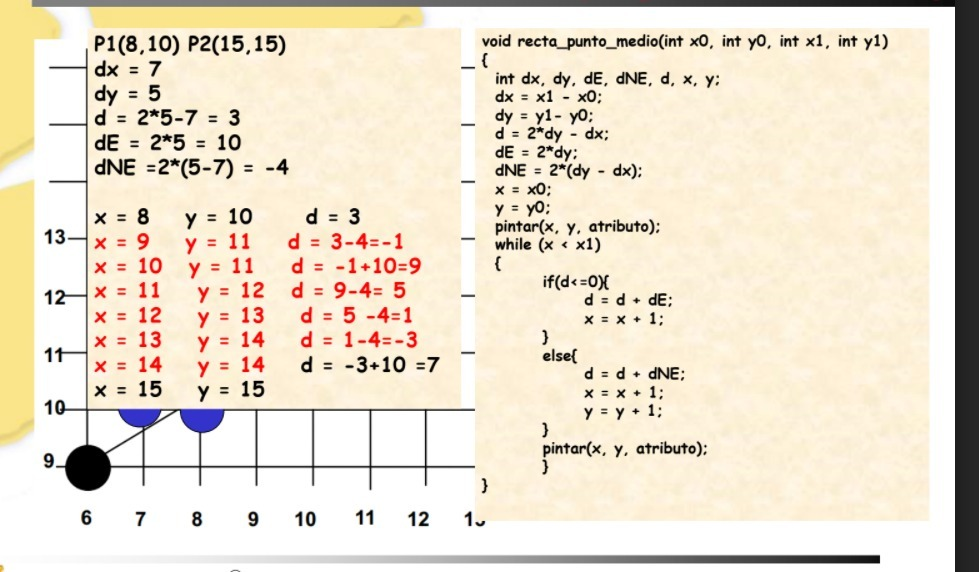 P1(8,10) P2(15,15)
dx = 7
dy = 5
d = 2*5-7 = 3
dE = 2*5 = 10
dNE =2*(5-7) = -4
x = 8 y = 10 d = 3
x = 9 y = 11 d = 3-4=-1
x = 10 y = 11 d = -1+10=9
x = 11 y = 12 d = 9-4= 5
x = 12 y = 13 d = 5 -4=1
x = 13 y = 14 d = 1-4=-3
x = 14 y = 14 d = -3+10 =7
x = 15 y = 15
13
12
11
10
9
6 7 8 9 10 11 12
void recta_punto_medio(int x0, int y0, int x1, int y1)
{
int dx, dy, dE, dNE, d, x, y;
dx = x1 - x0;
dy = y1- y0;
d = 2*dy - dx;
dE = 2*dy;
dNE = 2*(dy - dx);
x = x0;
y = y0;
pintar(x, y, atributo);
while (x < x1)
{
if(d<=0){
d = d + dE;
x = x + 1;
}
else{
d = d + dNE;
x = x + 1;
y = y + 1;
}
pintar(x, y, atributo);
}
}